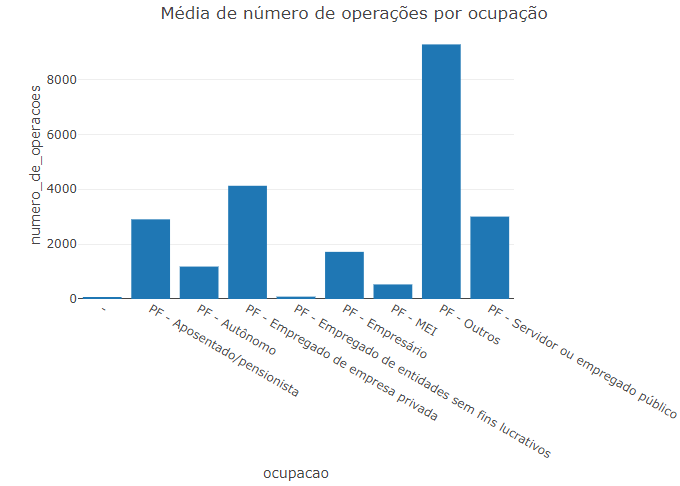 Média de número de operações por ocupação
numero_de_operacoes
8000
6000
4000
2000
0
-
PF - Aposentado/pensionista
PF - Autônomo
PF - Empregado de empresa privada
PF - Empregado de entidades sem fins lucrativos
PF - Empresário
PF - MEI
PF - Outros
PF - Servidor ou empregado público
ocupacao